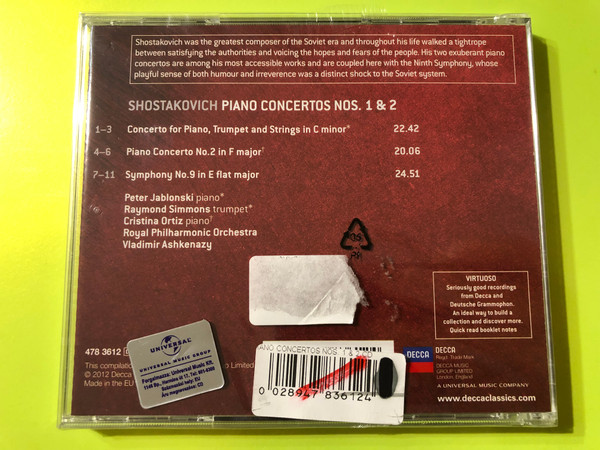 Shostakovich was the greatest composer of the Soviet era and throughout his life walked a tightrope
between satisfying the authorities and voicing the hopes and fears of the people. His two exuberant piano
concertos are among his most accessible works and are coupled here with the Ninth Symphony, whose
playful sense of both humour and irreverence was a distinct shock to the Soviet system.
SHOSTAKOVICH PIANO CONCERTOS NOS. 1 & 2
1–3 Concerto for Piano, Trumpet and Strings in C minor* 22.42
4–6 Piano Concerto No.2 in F major† 20.06
7–11 Symphony No.9 in E flat major 24.51
Peter Jablonski piano*
Raymond Simmons trumpet*
Cristina Ortiz piano†
Royal Philharmonic Orchestra
Vladimir Ashkenazy
VIRTUOSO
Seriously good recordings
from Decca and
Deutsche Grammophon.
An ideal way to build a
collection and discover more.
Quick read booklet notes
478 3612
This compilation
Limited
© 2012 Decca
Made in the EU
UNIVERSAL
UNIVERSAL MUSIC GROUP
Forgalmazza: Universal Music Kft.
ANO CONCERTOS NOS. 1 & 2 CD
0 028947 836124
DECCA
DECCA
Regd. Trade Mark
DECCA MUSIC
GROUP LIMITED
London, England
A UNIVERSAL MUSIC COMPANY
www.deccaclassics.com